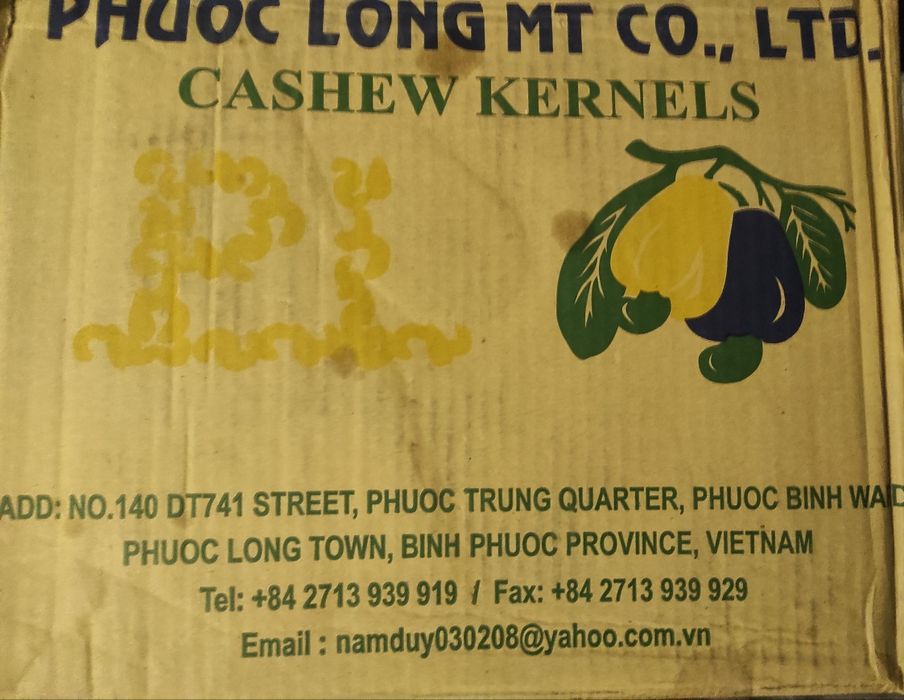 PHUOC LONG MT CO., LTD.
CASHEW KERNELS
PL
ADD: NO.140 DT741 STREET, PHUOC TRUNG QUARTER, PHUOC BINH WAD
PHUOC LONG TOWN, BINH PHUOC PROVINCE, VIETNAM
Tel: +84 2713 939 919 / Fax: +84 2713 939 929
Email : namduy030208@yahoo.com.vn